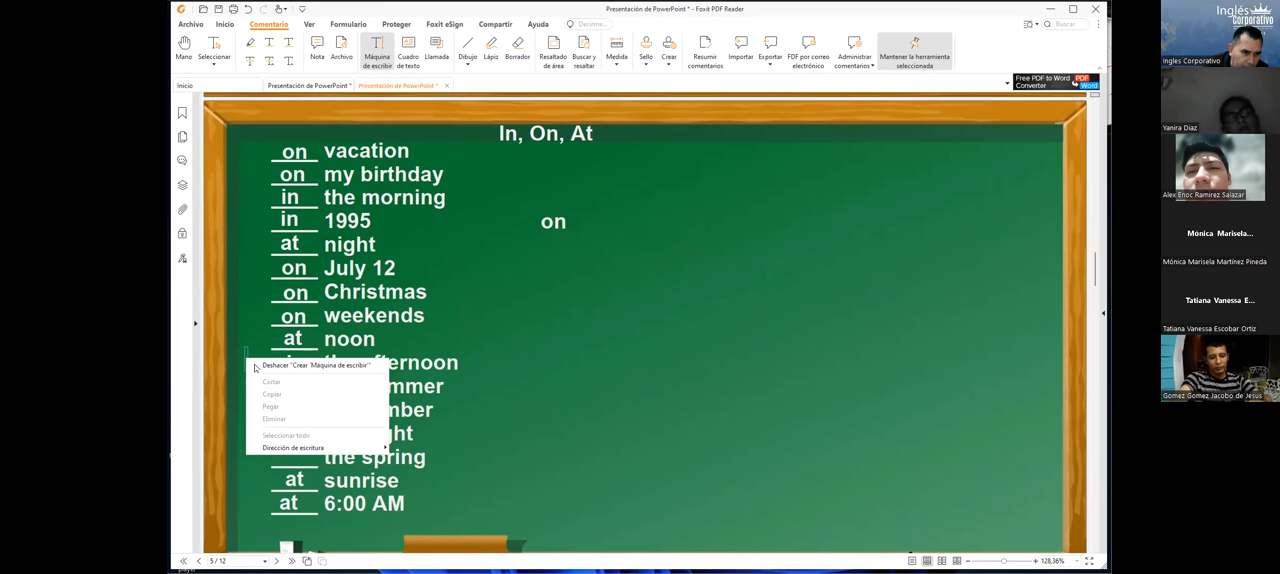 Presentación de PowerPoint * - Foxit PDF Reader
Archivo Inicio Comentario Ver Formulario Proteger Foxit eSign Compartir Ayuda Decirme... Buscar
Mano Seleccionar Nota Archivo Máquina de escribir Cuadro de texto Llamada Dibujo Lápiz Borrador Resaltado de área Buscar y resaltar Medida Sello Crear Resumir comentarios Importar Exportar FDF por correo electrónico Administrar comentarios Mantener la herramienta seleccionada
Inicio Presentación de PowerPoint * Presentación de PowerPoint *
Free PDF to Word Converter PDF Word
In, On, At
on vacation
on my birthday
in the morning
in 1995
on
at night
on July 12
on Christmas
on weekends
at noon
ernoon
mmer
mber
ht
the spring
at sunrise
at 6:00 AM
Deshacer "Crear 'Máquina de escribir'"
Cortar
Copiar
Pegar
Eliminar
Seleccionar todo
Dirección de escritura
5 / 12
128,36%
Inglés Corporativo
Ingles Corporativo
Yanira Diaz
Alex Enoc Ramirez Salazar
Mónica Marisela...
Mónica Marisela Martínez Pineda
Tatiana Vanessa E...
Tatiana Vanessa Escobar Ortiz
Gomez Gomez Jacobo de Jesus